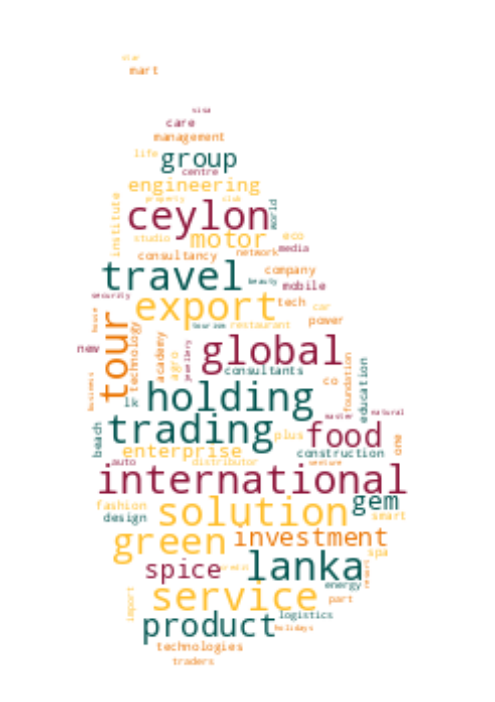 star
mart
visa
care
management
life
group
centre
engineering
property club
institute
ceylon
world
studio
motor
eco
consultancy
network
media
travel
company
beauty
mobile
security
export
tech
car
house
tour
tourism
restaurant
power
technology
academy
jewellery
new
global
agro
consultants
foundation
education
business
lk
holding
co
water
natural
beach
trading
plus
food
one
enterprise
construction
auto
distributor
international
fashion
design
solution
gem
smart
green
investment
spa
spice
credit
lanka
resort
energy
import
service
part
product
logistics
holidays
technologies
traders